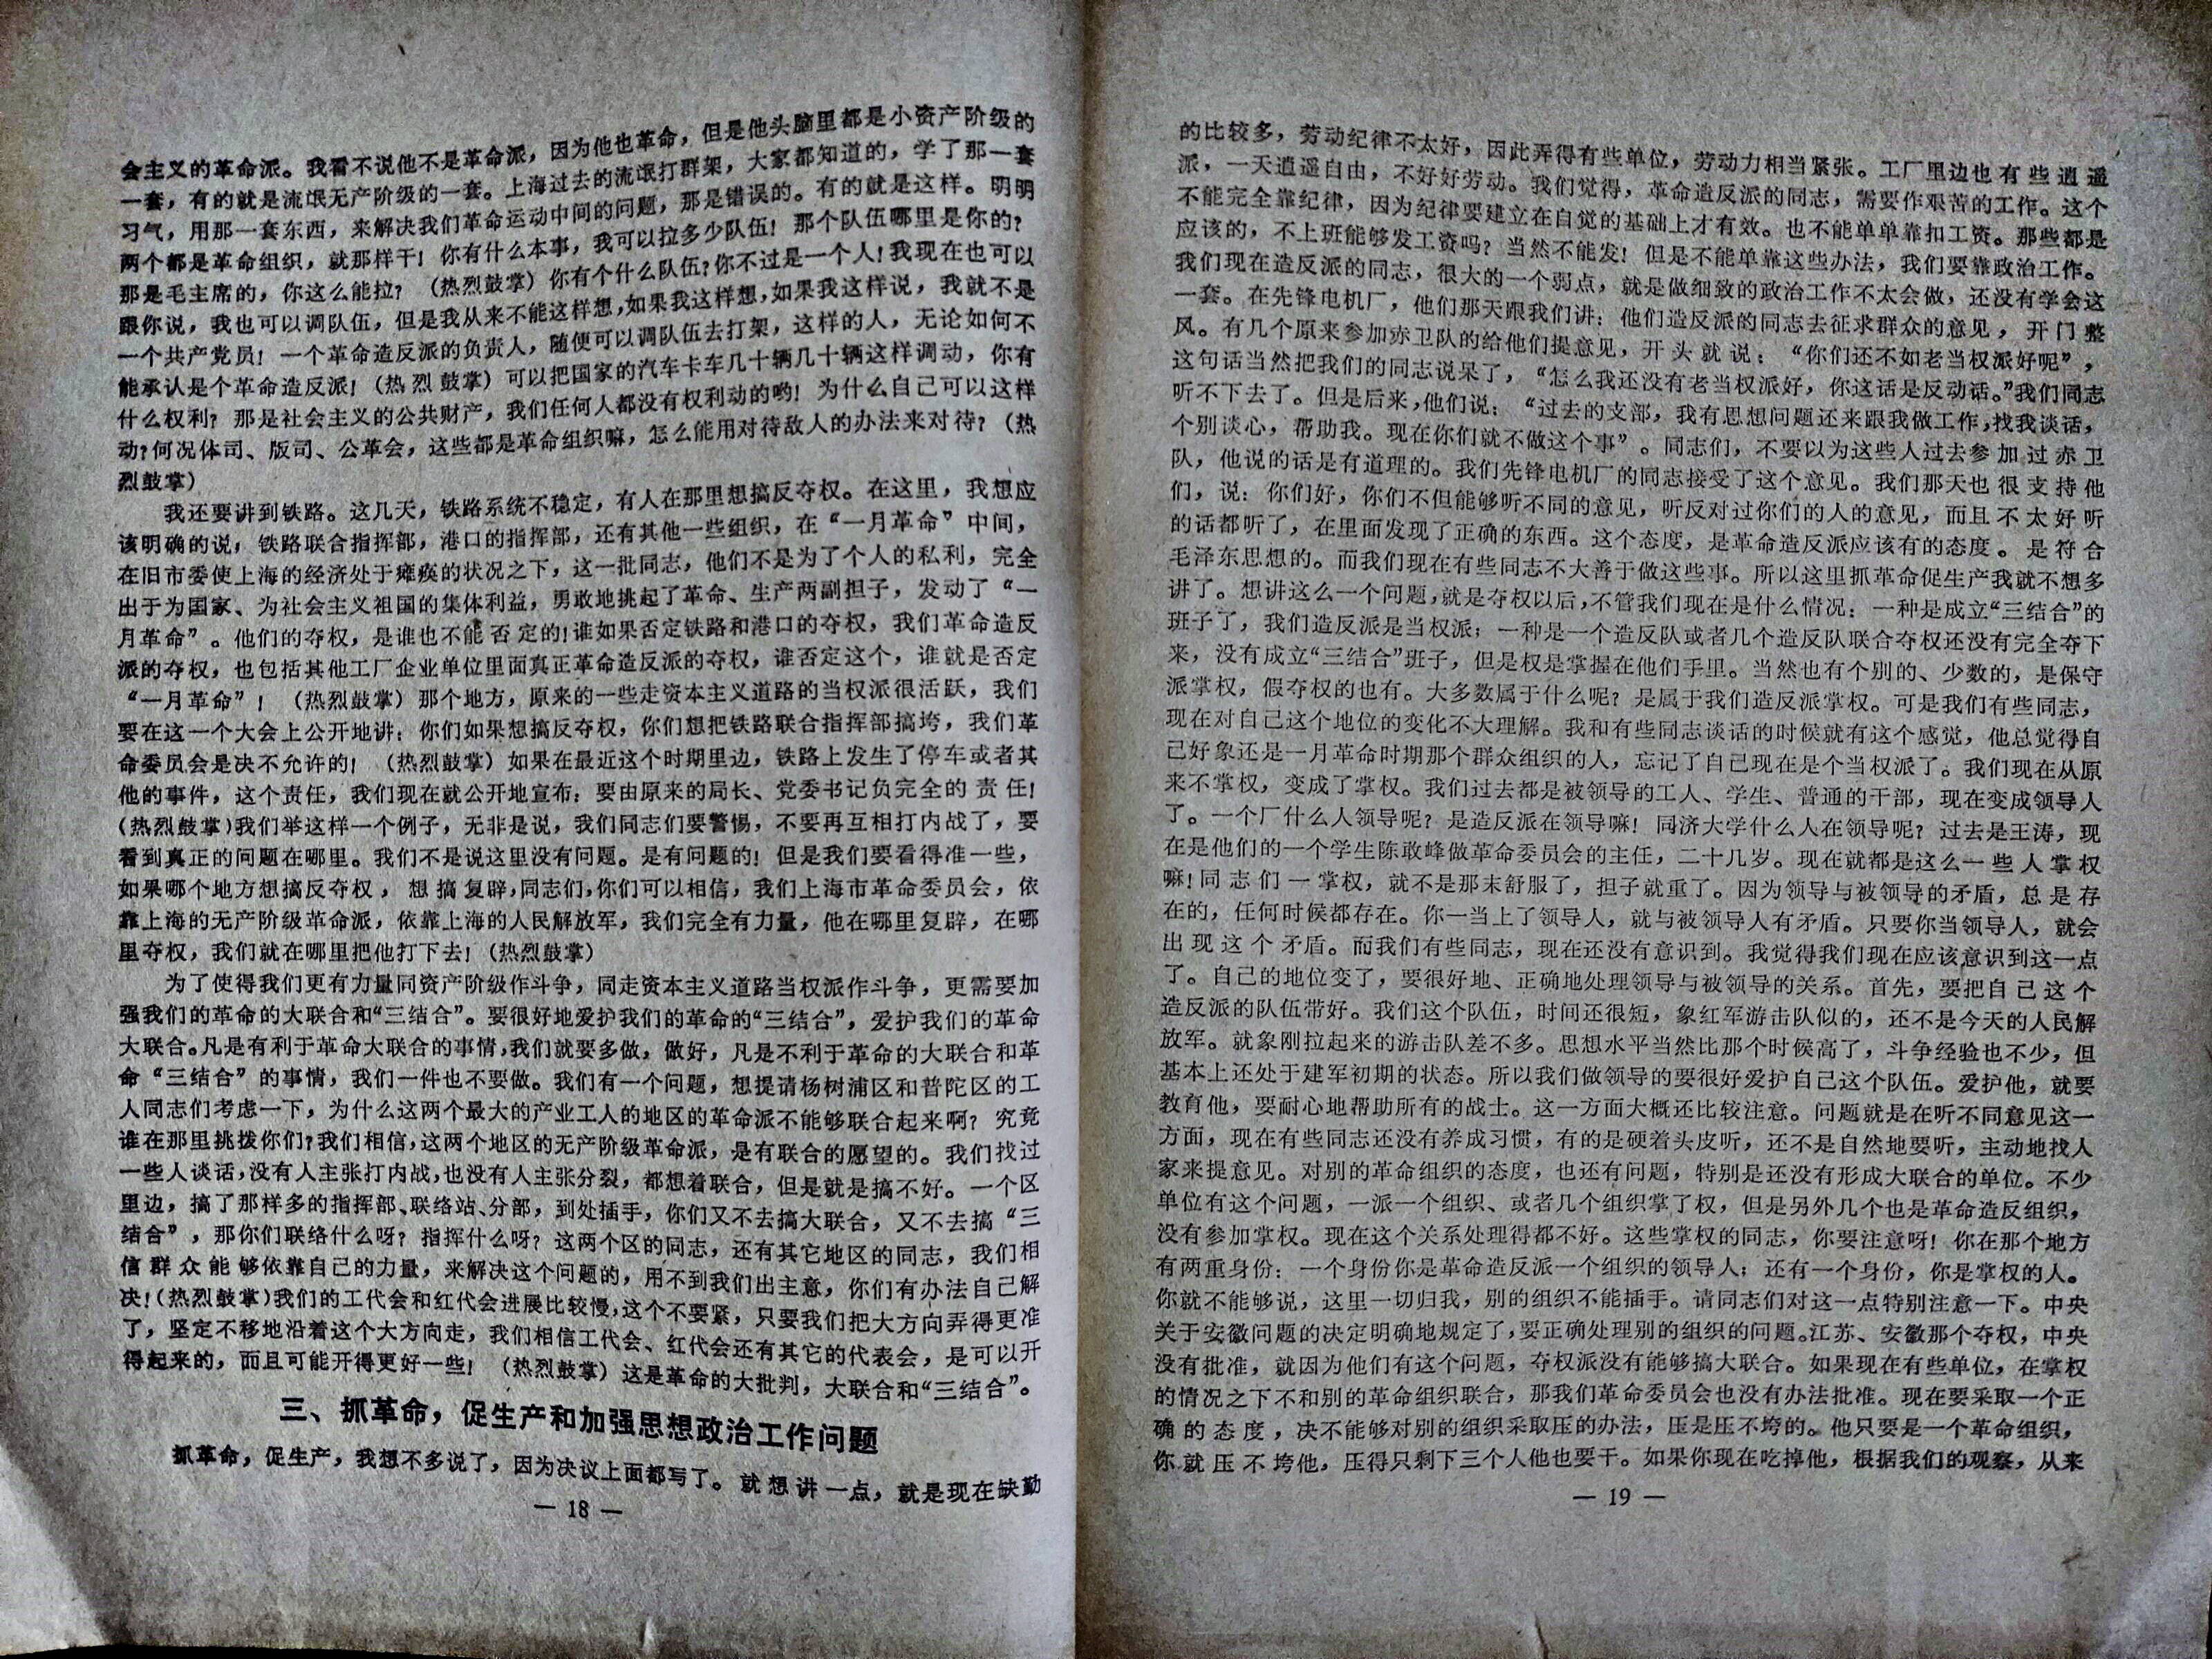 会主义的革命派。我看不说他不是革命派，因为他也革命，但是他头脑里都是小资产阶级的
一套，有的就是流氓无产阶级的一套。上海过去的流氓打群架，大家都知道的，学了那一套
习气，用那一套东西，来解决我们革命运动中间的问题，那是错误的。有的就是这样。明明
两个都是革命组织，就那样干！你有什么本事，我可以拉多少队伍！那个队伍哪里是你的？
那是毛主席的，你这么能拉？（热烈鼓掌）你有个什么队伍？你不过是一个人！我现在也可以
跟你说，我也可以调队伍，但是我从来不能这样想，如果我这样想，如果我这样说，我就不是
一个共产党员！一个革命造反派的负责人，随便可以调队伍去打架，这样的人，无论如何不
能承认是个革命造反派！（热烈鼓掌）可以把国家的汽车卡车几十辆几十辆这样调动，你有
什么权利？那是社会主义的公共财产，我们任何人都没有权利动的哟！为什么自己可以这样
动？何况体司、版司、公革会，这些都是革命组织嘛，怎么能用对待敌人的办法来对待？（热
烈鼓掌）
我还要讲到铁路。这几天，铁路系统不稳定，有人在那里想搞反夺权。在这里，我想应
该明确的说：铁路联合指挥部，港口的指挥部，还有其他一些组织，在“一月革命”中间，
在旧市委使上海的经济处于瘫痪的状况之下，这一批同志，他们不是为了个人的私利，完全
出于为国家、为社会主义祖国的集体利益，勇敢地挑起了革命、生产两副担子，发动了“一
月革命”。他们的夺权，是谁也不能否定的！谁如果否定铁路和港口的夺权，我们革命造反
派的夺权，也包括其他工厂企业单位里面真正革命造反派的夺权，谁否定这个，谁就是否定
“一月革命”！（热烈鼓掌）那个地方，原来的一些走资本主义道路的当权派很活跃，我们
要在这一个大会上公开地讲：你们如果想搞反夺权，你们想把铁路联合指挥部搞垮，我们革
命委员会是决不允许的！（热烈鼓掌）如果在最近这个时期里边，铁路上发生了停车或者其
他的事件，这个责任，我们现在就公开地宣布：要由原来的局长、党委书记负完全的责任！
（热烈鼓掌）我们举这样一个例子，无非是说，我们同志们要警惕，不要再互相打内战了，要
看到真正的问题在哪里。我们不是说这里没有问题。是有问题的！但是我们要看得准一些，
如果哪个地方想搞反夺权，想搞复辟，同志们，你们可以相信，我们上海市革命委员会，依
靠上海的无产阶级革命派，依靠上海的人民解放军，我们完全有力量，他在哪里复辟，在哪
里夺权，我们就在哪里把他打下去！（热烈鼓掌）
为了使得我们更有力量同资产阶级作斗争，同走资本主义道路当权派作斗争，更需要加
强我们的革命的大联合和“三结合”。要很好地爱护我们的革命的“三结合”，爱护我们的革命
大联合。凡是有利于革命大联合的事情，我们就要多做，做好，凡是不利于革命的大联合和革
命“三结合”的事情，我们一件也不要做。我们有一个问题，想提请杨树浦区和普陀区的工
人同志们考虑一下，为什么这两个最大的产业工人的地区的革命派不能够联合起来啊？究竟
谁在那里挑拨你们？我们相信，这两个地区的无产阶级革命派，是有联合的愿望的。我们找过
一些人谈话，没有人主张打内战，也没有人主张分裂，都想着联合，但是就是搞不好。一个区
里边，搞了那样多的指挥部、联络站、分部，到处插手，你们又不去搞大联合，又不去搞“三
结合”，那你们联络什么呀？指挥什么呀？这两个区的同志，还有其它地区的同志，我们相
信群众能够依靠自己的力量，来解决这个问题的，用不到我们出主意，你们有办法自己解
决！（热烈鼓掌）我们的工代会和红代会进展比较慢，这个不要紧，只要我们把大方向弄得更准
了，坚定不移地沿着这个大方向走，我们相信工代会、红代会还有其它的代表会，是可以开
得起来的，而且可能开得更好一些！（热烈鼓掌）这是革命的大批判，大联合和“三结合”。
三、抓革命，促生产和加强思想政治工作问题
抓革命，促生产，我想不多说了，因为决议上面都写了。就想讲一点，就是现在缺勤
— 18 —
的比较多，劳动纪律不太好，因此弄得有些单位，劳动力相当紧张。工厂里边也有些逍遥
派，一天逍遥自由，不好好劳动。我们觉得，革命造反派的同志，需要作艰苦的工作。这个
不能完全靠纪律，因为纪律要建立在自觉的基础上才有效。也不能单单靠扣工资。那些都是
应该的，不上班能够发工资吗？当然不能发！但是不能单靠这些办法，我们要靠政治工作。
我们现在造反派的同志，很大的一个弱点，就是做细致的政治工作不太会做，还没有学会这
一套。在先锋电机厂，他们那天跟我们讲：他们造反派的同志去征求群众的意见，开门整
风。有几个原来参加赤卫队的给他们提意见，开头就说：“你们还不如老当权派好呢”，
这句话当然把我们的同志说呆了，“怎么我还没有老当权派好，你这话是反动话。”我们同志
听不下去了。但是后来，他们说：“过去的支部，我有思想问题还来跟我做工作，找我谈话，
个别谈心，帮助我。现在你们就不做这个事”。同志们，不要以为这些人过去参加过赤卫
队，他说的话是有道理的。我们先锋电机厂的同志接受了这个意见。我们那天也很支持他
们，说：你们好，你们不但能够听不同的意见，听反对过你们的人的意见，而且不太好听
的话都听了，在里面发现了正确的东西。这个态度，是革命造反派应该有的态度。是符合
毛泽东思想的。而我们现在有些同志不大善于做这些事。所以这里抓革命促生产我就不想多
讲了。想讲这么一个问题，就是夺权以后，不管我们现在是什么情况：一种是成立“三结合”的
班子了，我们造反派是当权派；一种是一个造反队或者几个造反队联合夺权还没有完全夺下
来，没有成立“三结合”班子，但是权是掌握在他们手里。当然也有个别的、少数的，是保守
派掌权，假夺权的也有。大多数属于什么呢？是属于我们造反派掌权。可是我们有些同志，
现在对自己这个地位的变化不大理解。我和有些同志谈话的时候就有这个感觉，他总觉得自
己好象还是一月革命时期那个群众组织的人，忘记了自己现在是个当权派了。我们现在从原
来不掌权，变成了掌权。我们过去都是被领导的工人、学生、普通的干部，现在变成领导人
了。一个厂什么人领导呢？是造反派在领导嘛！同济大学什么人在领导呢？过去是王涛，现
在是他们的一个学生陈敢峰做革命委员会的主任，二十几岁。现在就都是这么一些人掌权
嘛！同志们一掌权，就不是那末舒服了，担子就重了。因为领导与被领导的矛盾，总是存
在的，任何时候都存在。你一当上了领导人，就与被领导人有矛盾。只要你当领导人，就会
出现这个矛盾。而我们有些同志，现在还没有意识到。我觉得我们现在应该意识到这一点
了。自己的地位变了，要很好地、正确地处理领导与被领导的关系。首先，要把自己这个
造反派的队伍带好。我们这个队伍，时间还很短，象红军游击队似的，还不是今天的人民解
放军。就象刚拉起来的游击队差不多。思想水平当然比那个时候高了，斗争经验也不少，但
基本上还处于建军初期的状态。所以我们做领导的要很好爱护自己这个队伍。爱护他，就要
教育他，要耐心地帮助所有的战士。这一方面大概还比较注意。问题就是在听不同意见这一
方面，现在有些同志还没有养成习惯，有的是硬着头皮听，还不是自然地要听，主动地找人
家来提意见。对别的革命组织的态度，也还有问题，特别是还没有形成大联合的单位。不少
单位有这个问题，一派一个组织、或者几个组织掌了权，但是另外几个也是革命造反组织，
没有参加掌权。现在这个关系处理得都不好。这些掌权的同志，你要注意呀！你在那个地方
有两重身份：一个身份你是革命造反派一个组织的领导人；还有一个身份，你是掌权的人。
你就不能够说，这里一切归我，别的组织不能插手。请同志们对这一点特别注意一下。中央
关于安徽问题的决定明确地规定了，要正确处理别的组织的问题。江苏、安徽那个夺权，中央
没有批准，就因为他们有这个问题，夺权派没有能够搞大联合。如果现在有些单位，在掌权
的情况之下不和别的革命组织联合，那我们革命委员会也没有办法批准。现在要采取一个正
确的态度，决不能够对别的组织采取压的办法，压是压不垮的。他只要是一个革命组织，
你就压不垮他，压得只剩下三个人他也要干。如果你现在吃掉他，根据我们的观察，从来
— 19 —